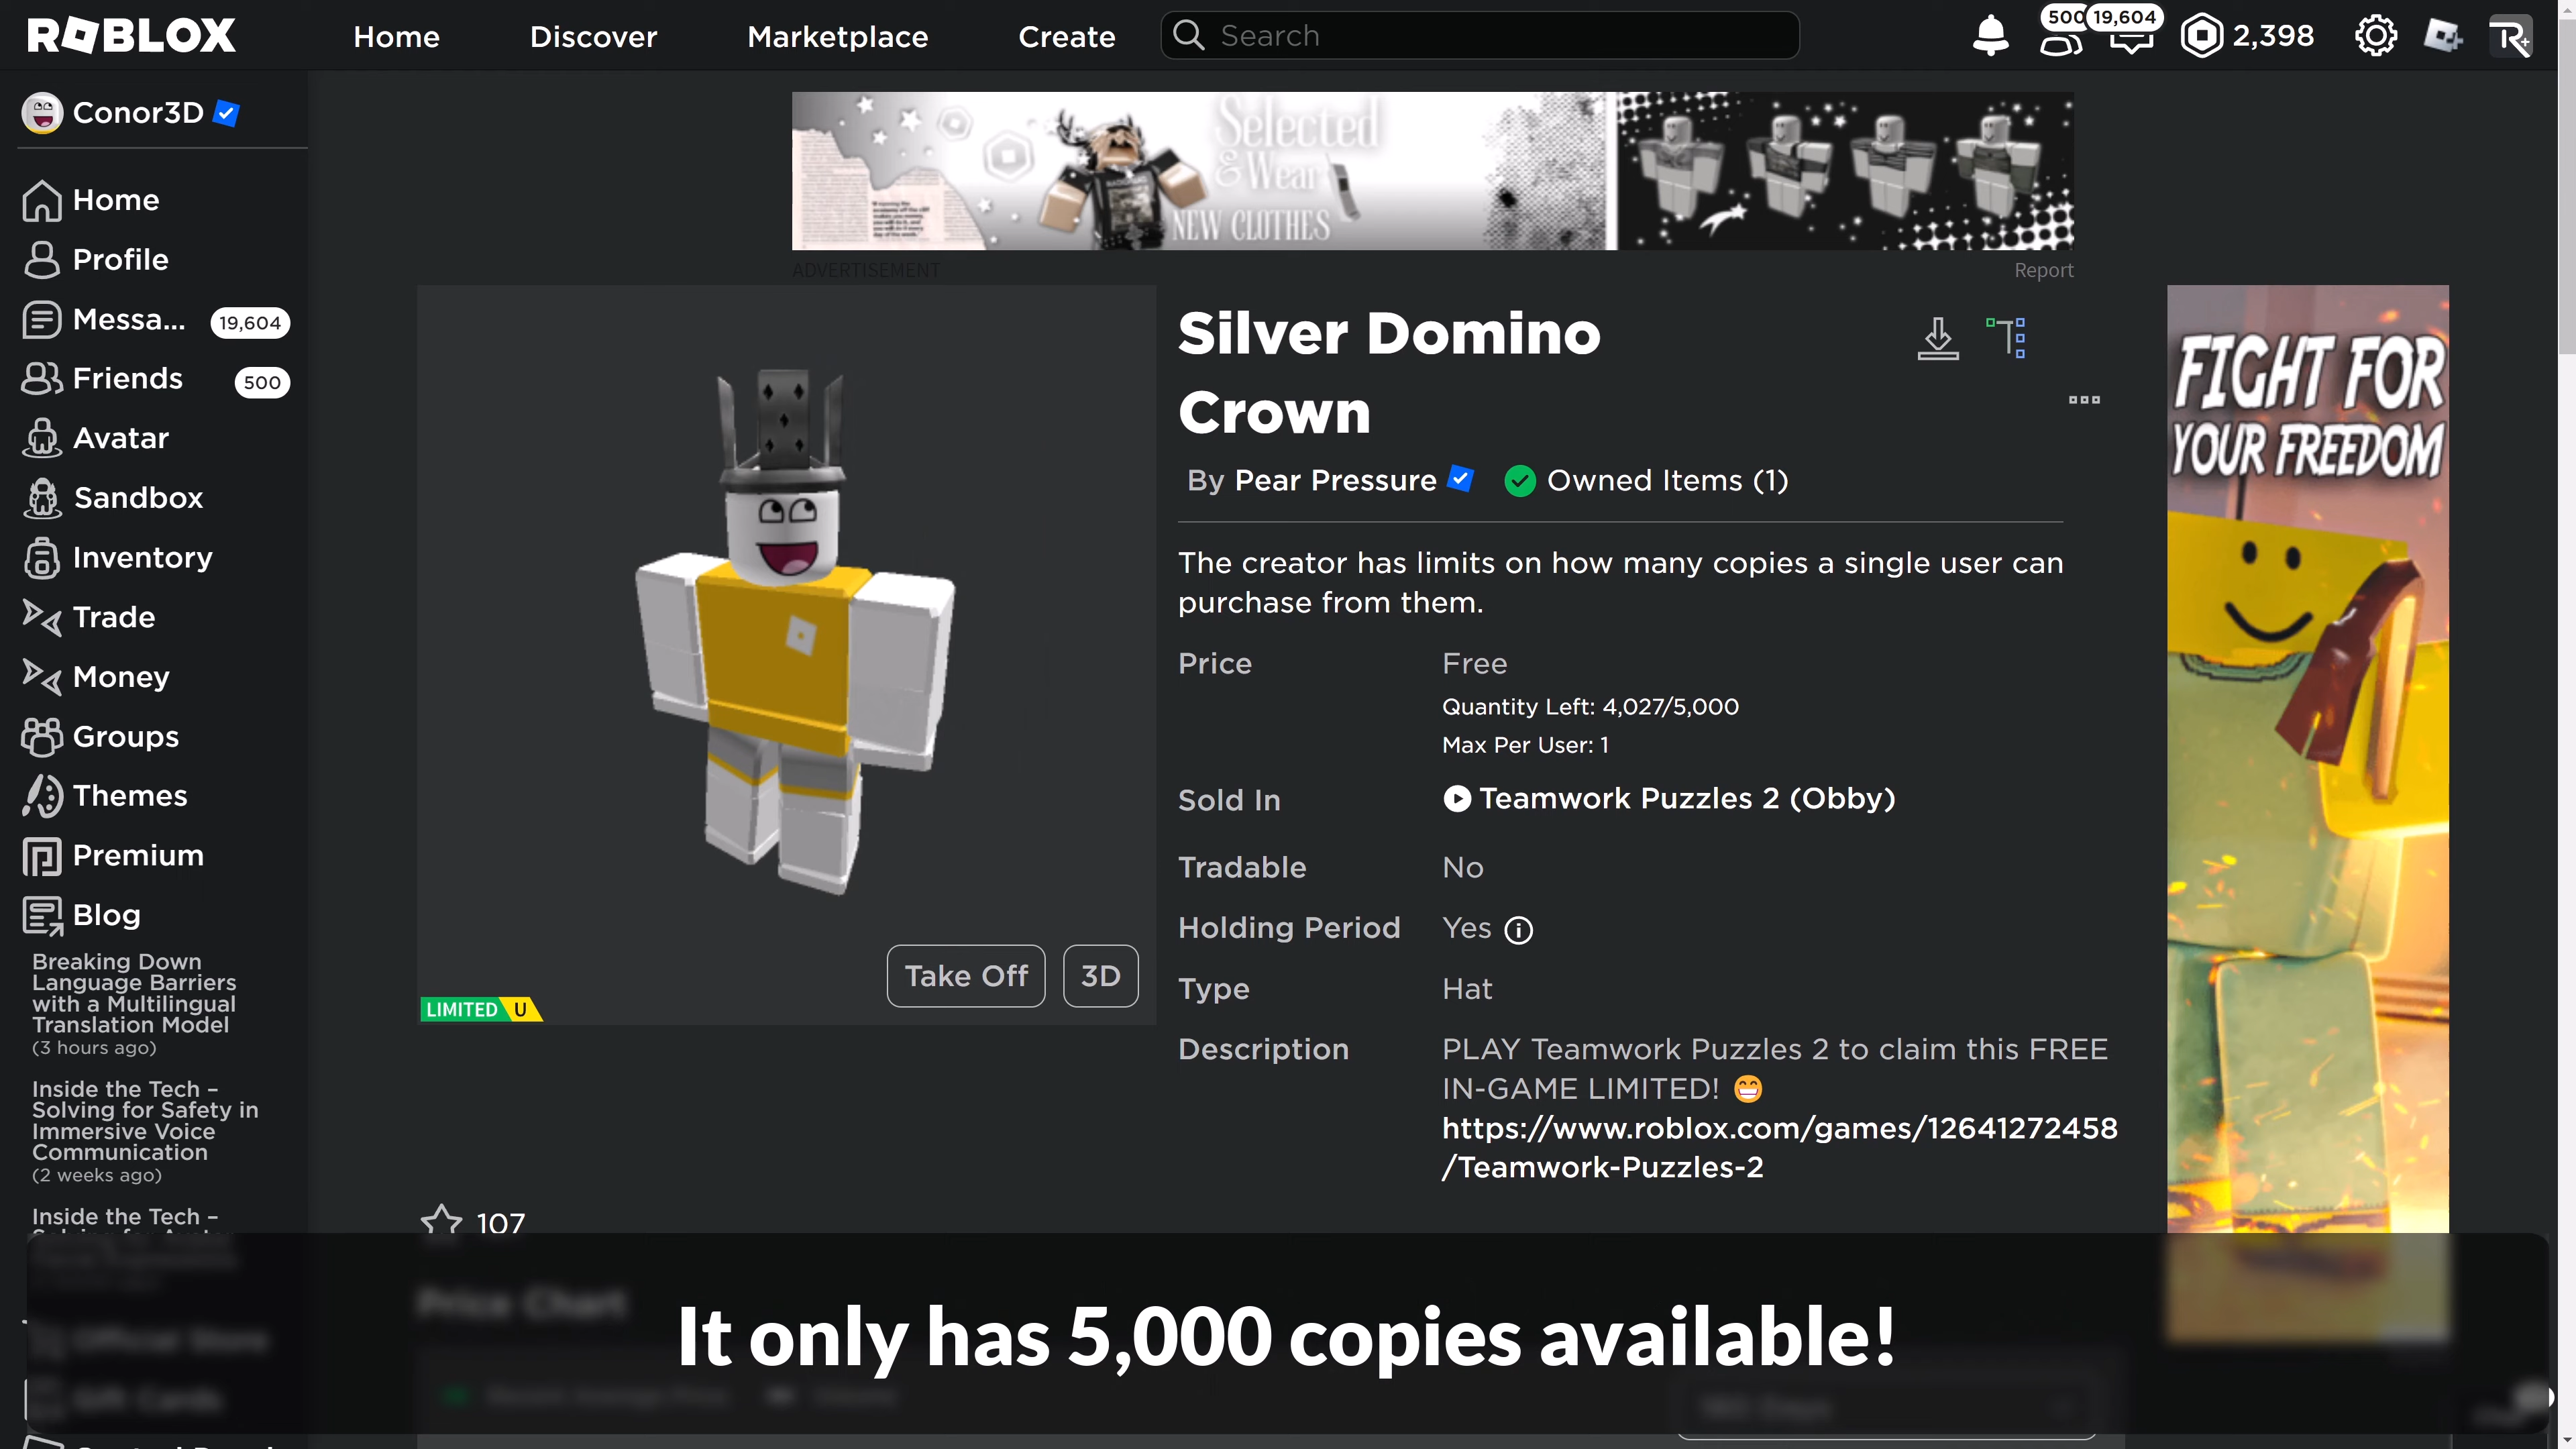 ROBLOX
Home
Discover
Marketplace
Create
Search
500
19,604
2,398
Conor3D
Home
Profile
Messa... 19,604
Friends 500
Avatar
Sandbox
Inventory
Trade
Money
Groups
Themes
Premium
Blog
Breaking Down
Language Barriers
with a Multilingual
Translation Model
(3 hours ago)
Inside the Tech –
Solving for Safety in
Immersive Voice
Communication
(2 weeks ago)
Inside the Tech –
Selected
& Wear
NEW CLOTHES
ADVERTISEMENT
Report
Take Off
3D
LIMITED U
107
Silver Domino
Crown
By Pear Pressure
Owned Items (1)
The creator has limits on how many copies a single user can
purchase from them.
Price Free
Quantity Left: 4,027/5,000
Max Per User: 1
Sold In Teamwork Puzzles 2 (Obby)
Tradable No
Holding Period Yes
Type Hat
Description PLAY Teamwork Puzzles 2 to claim this FREE
IN-GAME LIMITED! 😁
https://www.roblox.com/games/12641272458
/Teamwork-Puzzles-2
FIGHT FOR
YOUR FREEDOM
Price Chart
Official Store
Gift Cards
It only has 5,000 copies available!